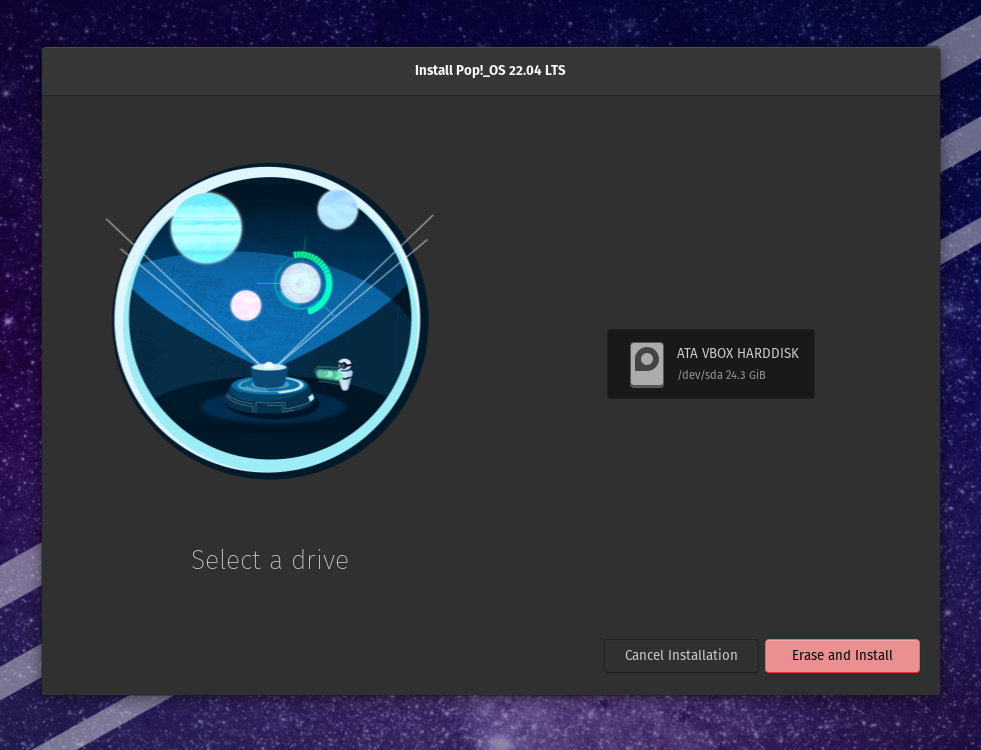 Install Pop!_OS 22.04 LTS
ATA VBOX HARDDISK
/dev/sda 24.3 GiB
Select a drive
Cancel Installation
Erase and Install